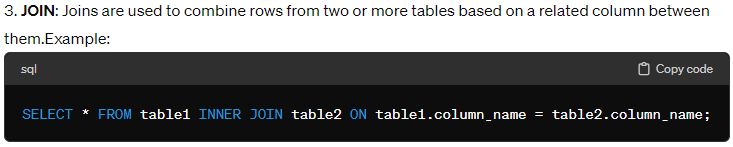 3. JOIN: Joins are used to combine rows from two or more tables based on a related column between
them.Example:
sql
Copy code
SELECT * FROM table1 INNER JOIN table2 ON table1.column_name = table2.column_name;